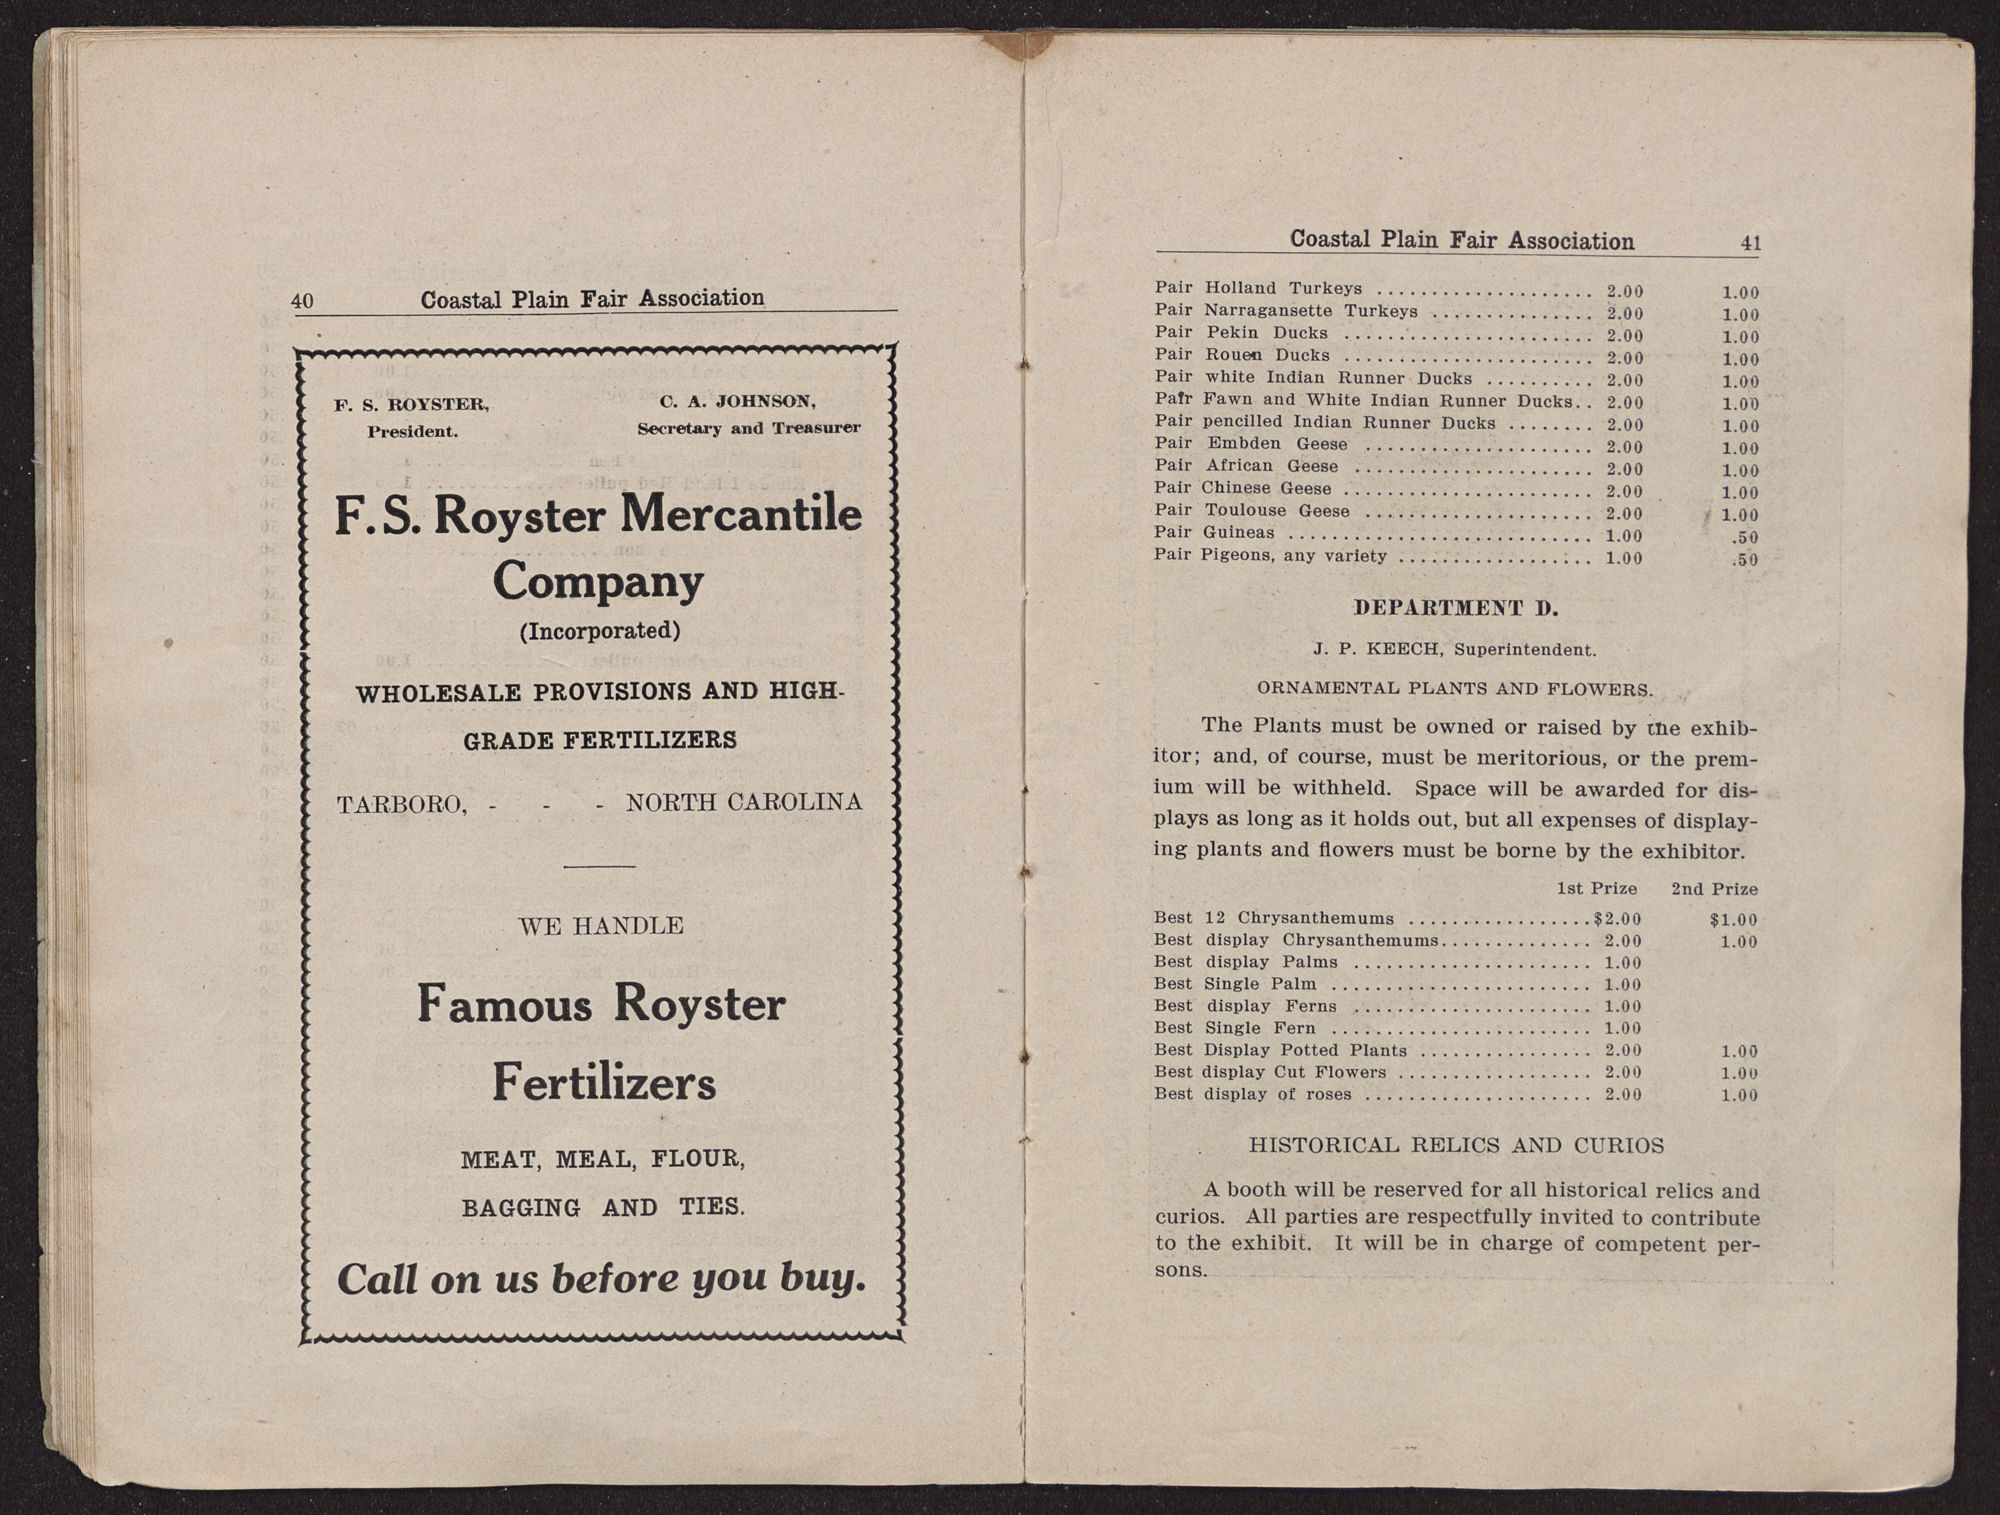 40 Coastal Plain Fair Association
F. S. ROYSTER, C. A. JOHNSON,
President. Secretary and Treasurer
F. S. Royster Mercantile
Company
(Incorporated)
WHOLESALE PROVISIONS AND HIGH-
GRADE FERTILIZERS
TARBORO, - - - NORTH CAROLINA
WE HANDLE
Famous Royster
Fertilizers
MEAT, MEAL, FLOUR,
BAGGING AND TIES.
Call on us before you buy.
Coastal Plain Fair Association 41
Pair Holland Turkeys .................... 2.00 1.00
Pair Narragansette Turkeys ............... 2.00 1.00
Pair Pekin Ducks ....................... 2.00 1.00
Pair Rouen Ducks ....................... 2.00 1.00
Pair white Indian Runner Ducks .......... 2.00 1.00
Pair Fawn and White Indian Runner Ducks.. 2.00 1.00
Pair pencilled Indian Runner Ducks ........ 2.00 1.00
Pair Embden Geese ..................... 2.00 1.00
Pair African Geese ...................... 2.00 1.00
Pair Chinese Geese ....................... 2.00 1.00
Pair Toulouse Geese ..................... 2.00 1.00
Pair Guineas ............................ 1.00 .50
Pair Pigeons, any variety .................. 1.00 .50
DEPARTMENT D.
J. P. KEECH, Superintendent.
ORNAMENTAL PLANTS AND FLOWERS.
The Plants must be owned or raised by the exhib-
itor; and, of course, must be meritorious, or the prem-
ium will be withheld. Space will be awarded for dis-
plays as long as it holds out, but all expenses of display-
ing plants and flowers must be borne by the exhibitor.
1st Prize 2nd Prize
Best 12 Chrysanthemums .................$2.00 $1.00
Best display Chrysanthemums.............. 2.00 1.00
Best display Palms ...................... 1.00
Best Single Palm ........................ 1.00
Best display Ferns ...................... 1.00
Best Single Fern ........................ 1.00
Best Display Potted Plants ................ 2.00 1.00
Best display Cut Flowers .................. 2.00 1.00
Best display of roses ..................... 2.00 1.00
HISTORICAL RELICS AND CURIOS
A booth will be reserved for all historical relics and
curios. All parties are respectfully invited to contribute
to the exhibit. It will be in charge of competent per-
sons.